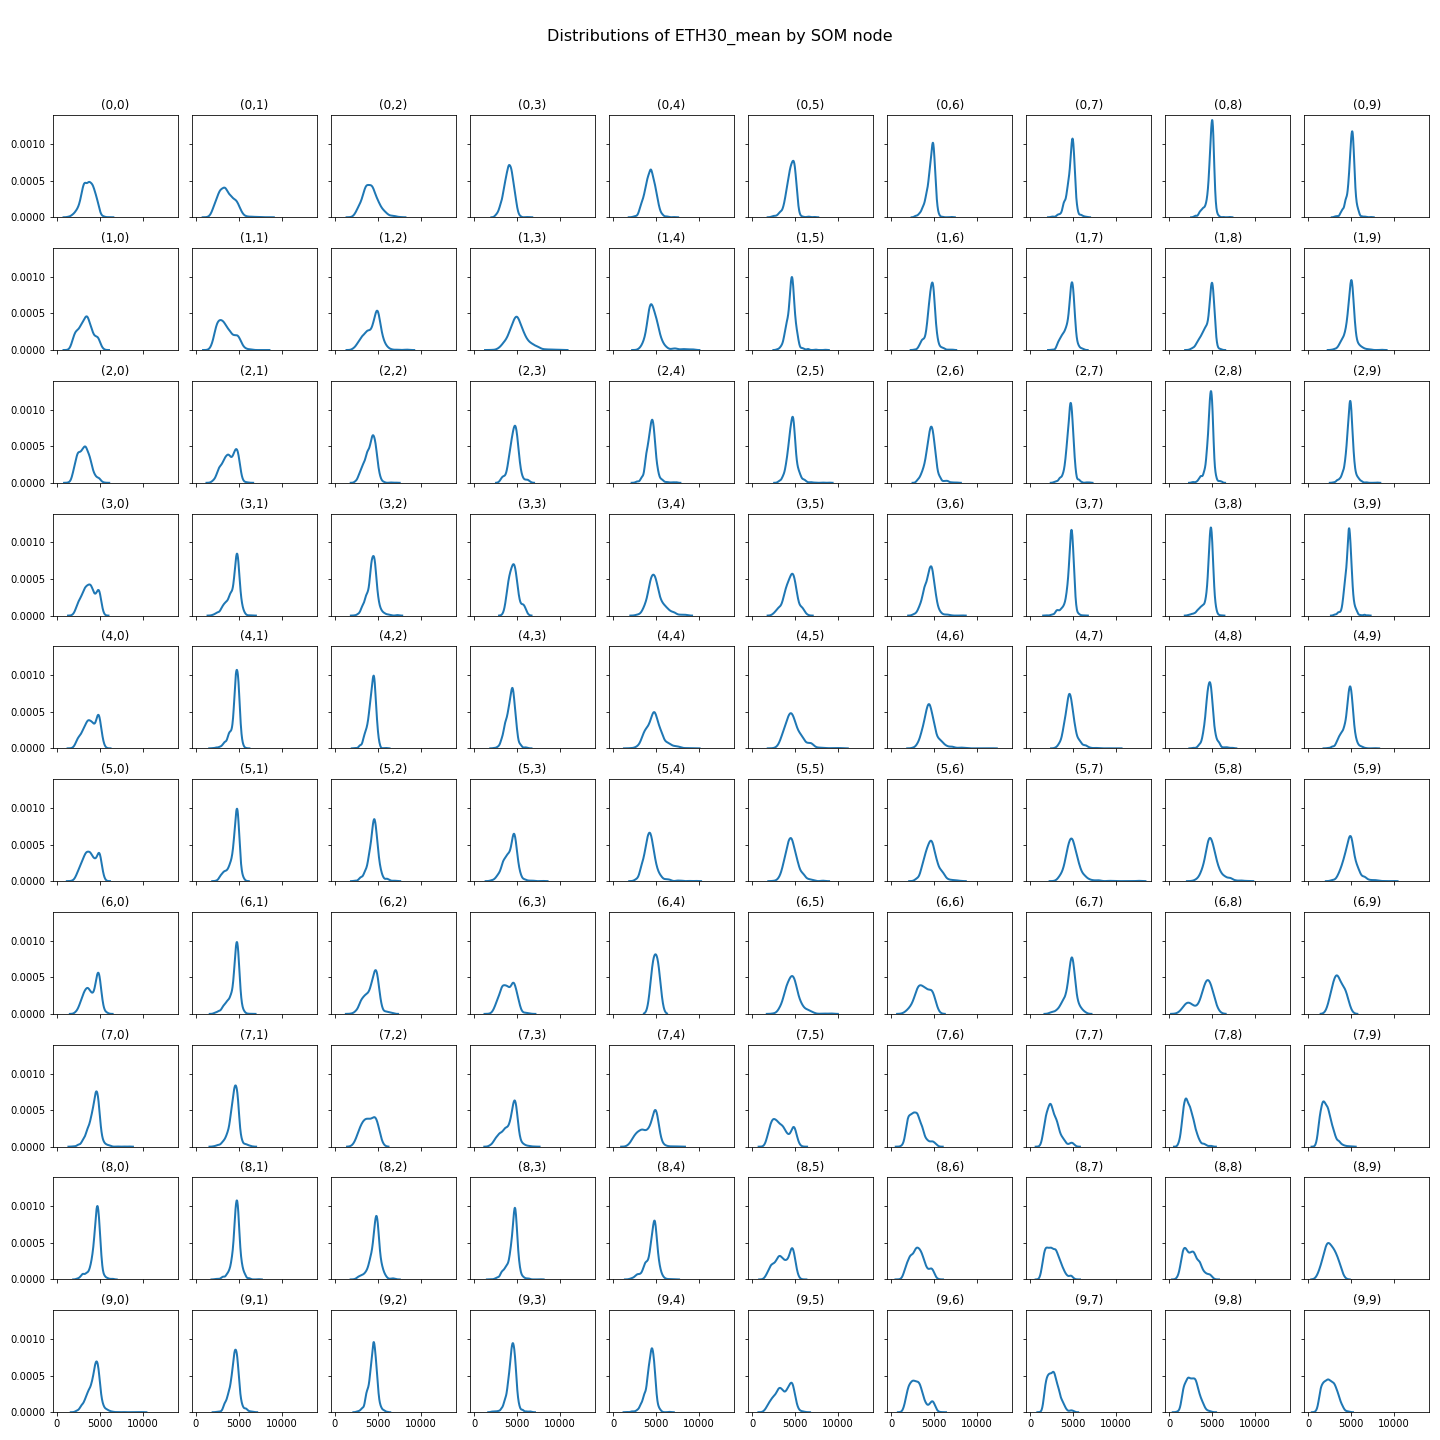 Distributions of ETH30_mean by SOM node
(0,0) (0,1) (0,2) (0,3) (0,4) (0,5) (0,6) (0,7) (0,8) (0,9)
0.0010
0.0005
0.0000
(1,0) (1,1) (1,2) (1,3) (1,4) (1,5) (1,6) (1,7) (1,8) (1,9)
0.0010
0.0005
0.0000
(2,0) (2,1) (2,2) (2,3) (2,4) (2,5) (2,6) (2,7) (2,8) (2,9)
0.0010
0.0005
0.0000
(3,0) (3,1) (3,2) (3,3) (3,4) (3,5) (3,6) (3,7) (3,8) (3,9)
0.0010
0.0005
0.0000
(4,0) (4,1) (4,2) (4,3) (4,4) (4,5) (4,6) (4,7) (4,8) (4,9)
0.0010
0.0005
0.0000
(5,0) (5,1) (5,2) (5,3) (5,4) (5,5) (5,6) (5,7) (5,8) (5,9)
0.0010
0.0005
0.0000
(6,0) (6,1) (6,2) (6,3) (6,4) (6,5) (6,6) (6,7) (6,8) (6,9)
0.0010
0.0005
0.0000
(7,0) (7,1) (7,2) (7,3) (7,4) (7,5) (7,6) (7,7) (7,8) (7,9)
0.0010
0.0005
0.0000
(8,0) (8,1) (8,2) (8,3) (8,4) (8,5) (8,6) (8,7) (8,8) (8,9)
0.0010
0.0005
0.0000
(9,0) (9,1) (9,2) (9,3) (9,4) (9,5) (9,6) (9,7) (9,8) (9,9)
0.0010
0.0005
0.0000
0 5000 10000 0 5000 10000 0 5000 10000 0 5000 10000 0 5000 10000 0 5000 10000 0 5000 10000 0 5000 10000 0 5000 10000 0 5000 10000